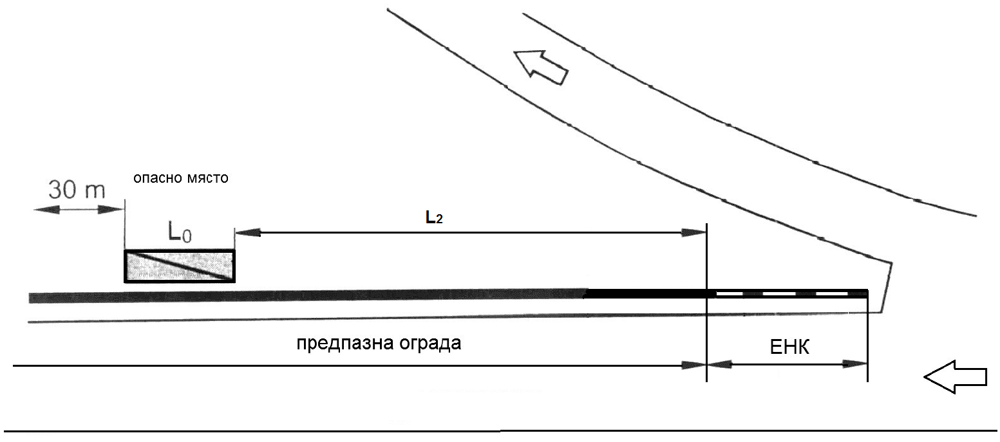 опасно място
30 m
L₀
L₂
предпазна ограда
ЕНК